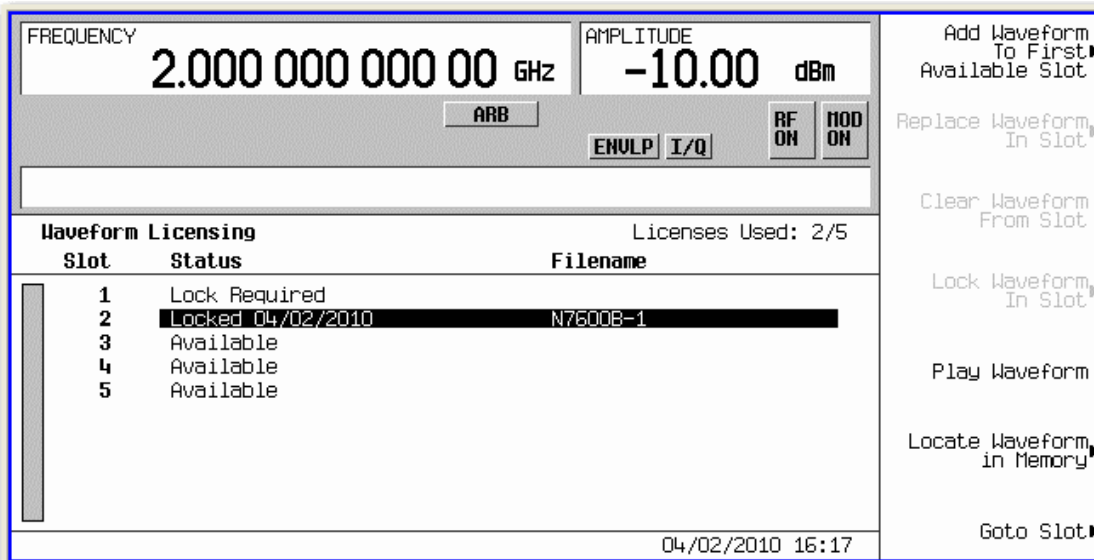 FREQUENCY
2.000 000 000 00 GHz
AMPLITUDE
-10.00 dBm
ARB
ENVLP I/Q
RF ON
MOD ON
Waveform Licensing
Licenses Used: 2/5
Slot Status Filename
1 Lock Required
2 Locked 04/02/2010 N7600B-1
3 Available
4 Available
5 Available
04/02/2010 16:17
Add Waveform
To First
Available Slot
Replace Waveform
In Slot
Clear Waveform
From Slot
Lock Waveform
In Slot
Play Waveform
Locate Waveform
in Memory
Goto Slot